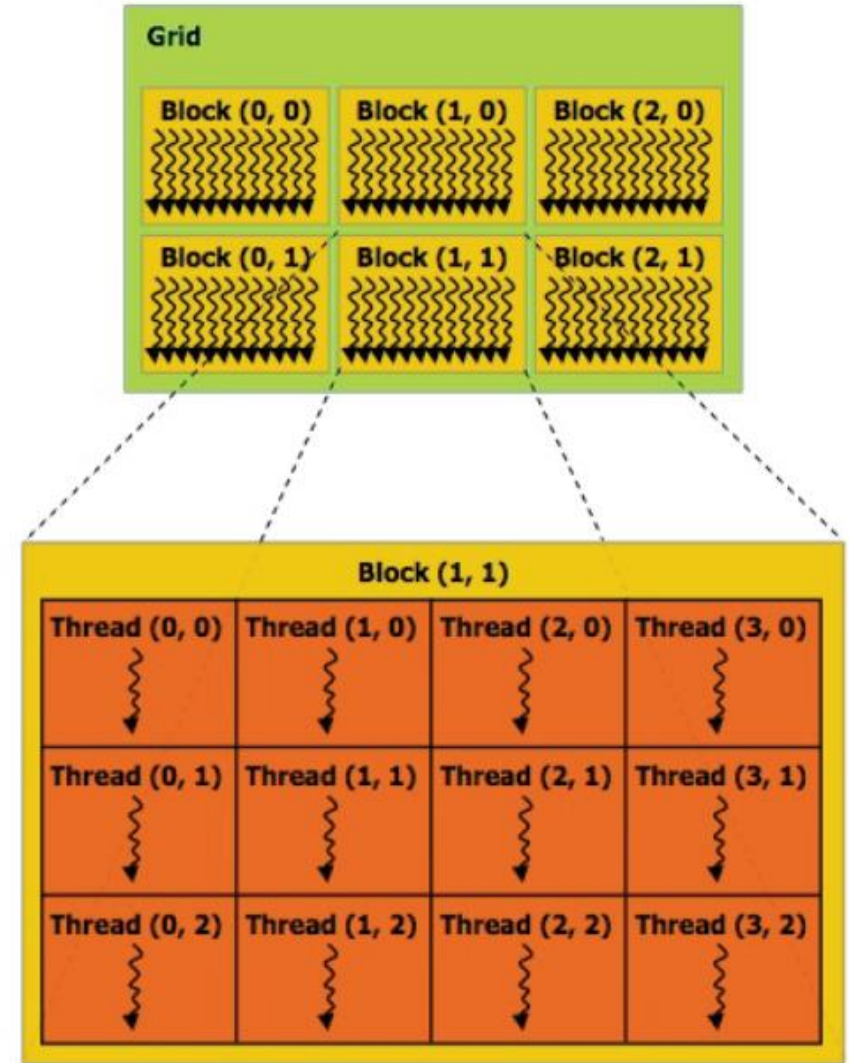 Grid
Block (0, 0) Block (1, 0) Block (2, 0)
Block (0, 1) Block (1, 1) Block (2, 1)
Block (1, 1)
Thread (0, 0) Thread (1, 0) Thread (2, 0) Thread (3, 0)
Thread (0, 1) Thread (1, 1) Thread (2, 1) Thread (3, 1)
Thread (0, 2) Thread (1, 2) Thread (2, 2) Thread (3, 2)